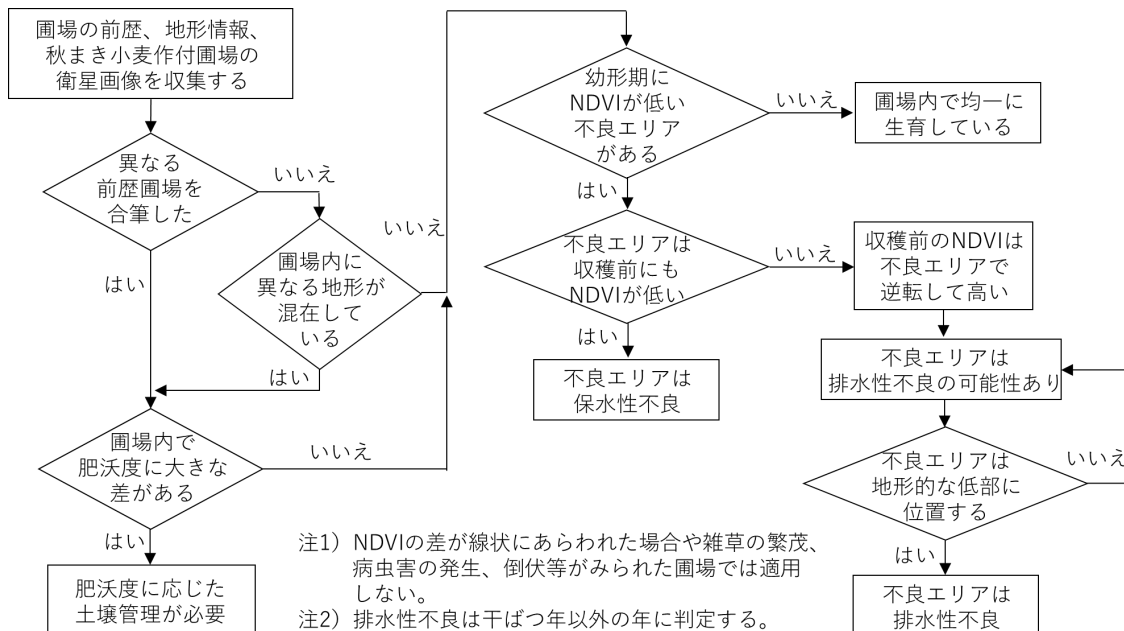 圃場の前歴、地形情報、
秋まき小麦作付圃場の
衛星画像を収集する
異なる
前歴圃場を
合筆した
いいえ
はい
圃場内に
異なる地形が
混在して
いる
いいえ
はい
圃場内で
肥沃度に大きな
差がある
いいえ
はい
肥沃度に応じた
土壌管理が必要
幼形期に
NDVIが低い
不良エリア
がある
いいえ
圃場内で均一に
生育している
はい
不良エリアは
収穫前にも
NDVIが低い
いいえ
収穫前のNDVIは
不良エリアで
逆転して高い
はい
不良エリアは
保水性不良
不良エリアは
排水性不良の可能性あり
不良エリアは
地形的な低部に
位置する
いいえ
はい
不良エリアは
排水性不良
注1）NDVIの差が線状にあらわれた場合や雑草の繁茂、
病虫害の発生、倒伏等がみられた圃場では適用
しない。
注2）排水性不良は干ばつ年以外の年に判定する。